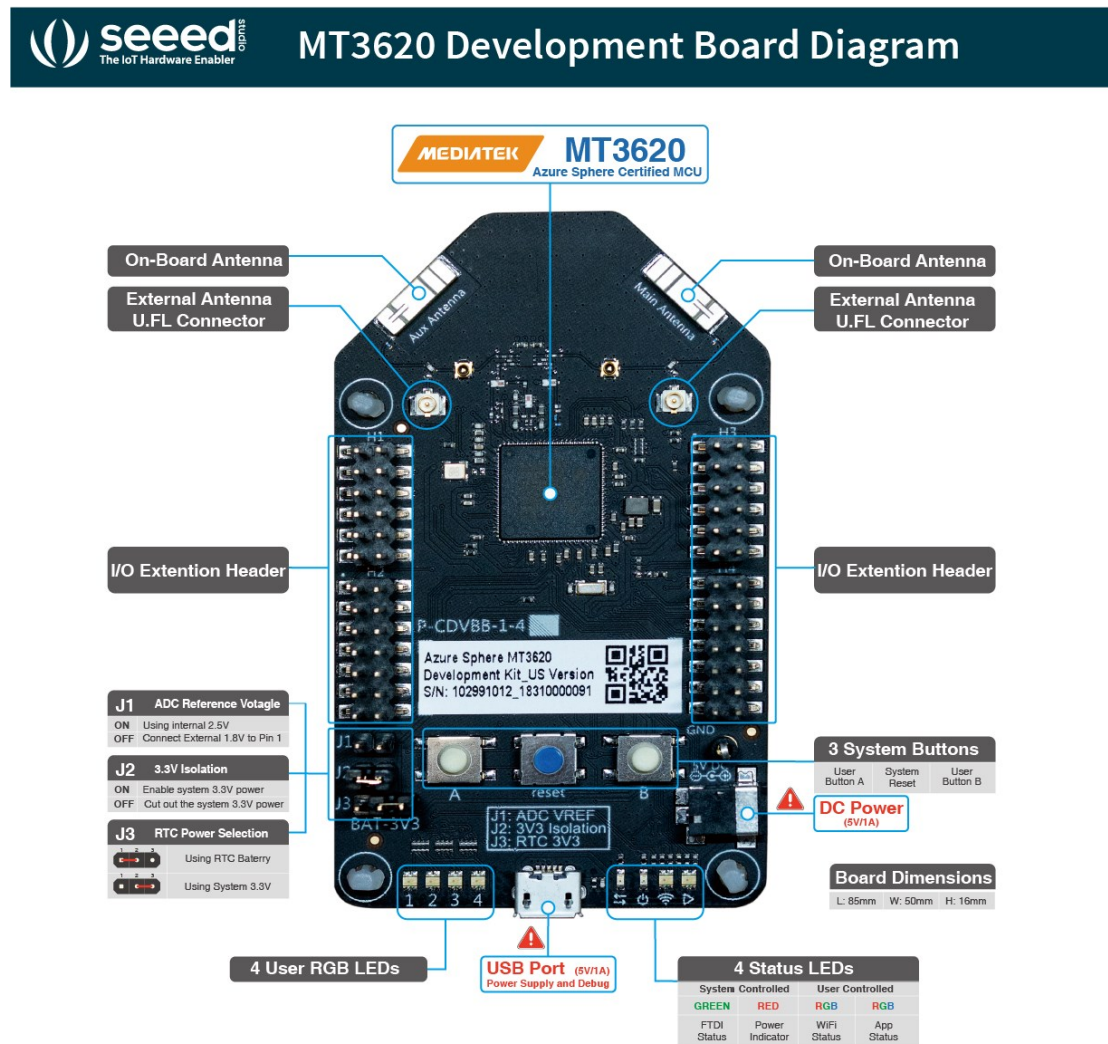 seeed studio
The IoT Hardware Enabler
MT3620 Development Board Diagram
MEDIATEK
MT3620
Azure Sphere Certified MCU
On-Board Antenna
External Antenna
U.FL Connector
On-Board Antenna
External Antenna
U.FL Connector
Aux Antenna
Main Antenna
H1
H3
I/O Extention Header
H2
I/O Extention Header
P-CDVBB-1-4
Azure Sphere MT3620
Development Kit_US Version
S/N: 102991012_18310000091
J1 ADC Reference Votagle
ON Using internal 2.5V
OFF Connect External 1.8V to Pin 1
J2 3.3V Isolation
ON Enable system 3.3V power
OFF Cut out the system 3.3V power
J3 RTC Power Selection
1 2 3
Using RTC Baterry
1 2 3
Using System 3.3V
J1
J2
J3
BAT-3V3
A
reset
B
GND
5V DC
J1: ADC VREF
J2: 3V3 Isolation
J3: RTC 3V3
3 System Buttons
User Button A
System Reset
User Button B
DC Power
(5V/1A)
Board Dimensions
L: 85mm W: 50mm H: 16mm
1 2 3 4
4 User RGB LEDs
USB Port (5V/1A)
Power Supply and Debug
4 Status LEDs
System Controlled User Controlled
GREEN RED RGB RGB
FTDI Status
Power Indicator
WiFi Status
App Status